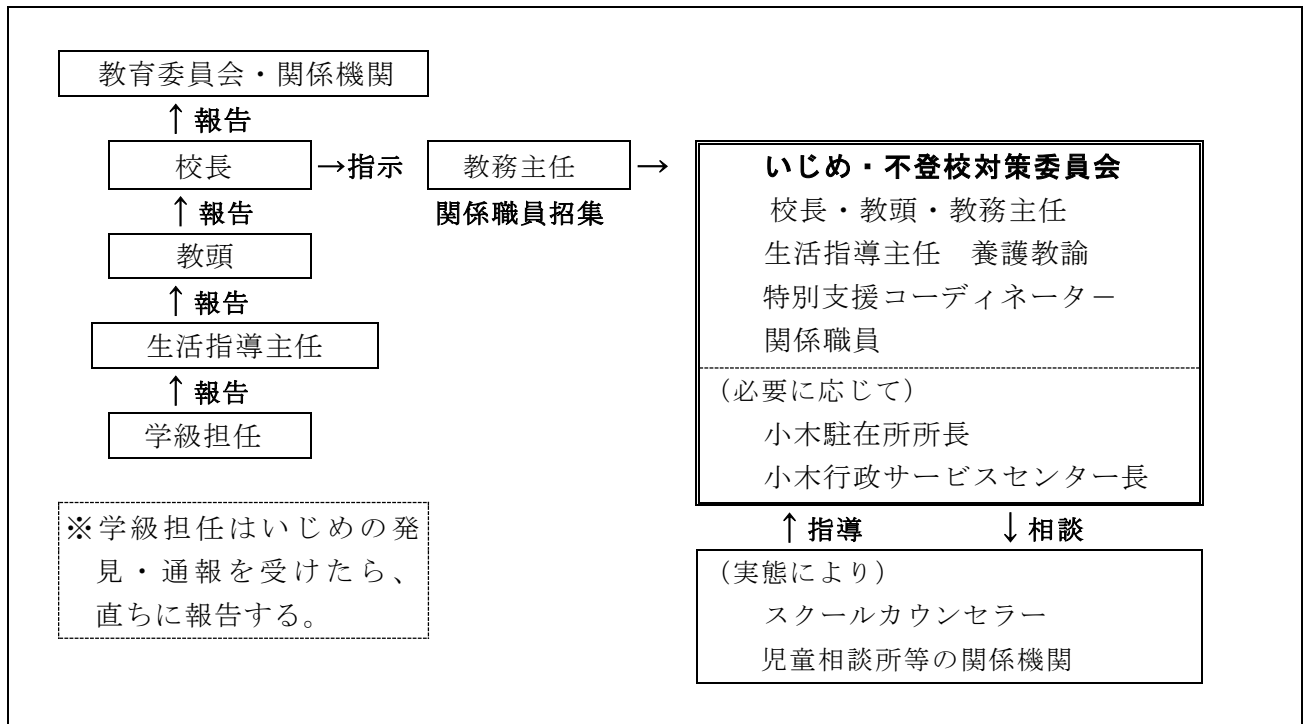 教育委員会・関係機関
↑報告
校長
→指示
教務主任
→
関係職員招集
↑報告
教頭
↑報告
生活指導主任
↑報告
学級担任
※学級担任はいじめの発
見・通報を受けたら、
直ちに報告する。
いじめ・不登校対策委員会
校長・教頭・教務主任
生活指導主任　養護教諭
特別支援コーディネータ－
関係職員
(必要に応じて)
小木駐在所所長
小木行政サービスセンター長
↑指導　↓相談
(実態により)
スクールカウンセラー
児童相談所等の関係機関